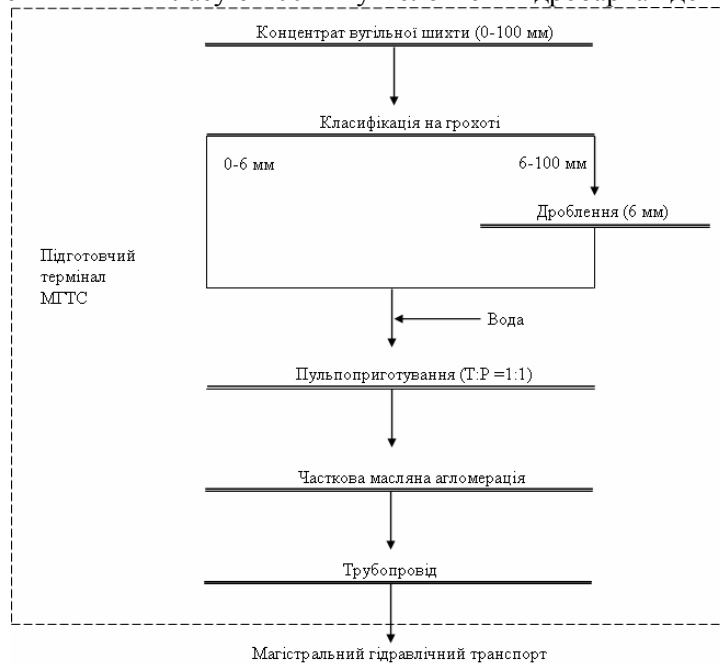 Концентрат вугільної шихти (0-100 мм)
Класифікація на грохоті
0-6 мм
6-100 мм
Дроблення (6 мм)
Підготовчий
термінал
МГТС
Вода
Пульпоприготування (Т:Р =1:1)
Часткова масляна агломерація
Трубопровід
Магістральний гідравлічний транспорт